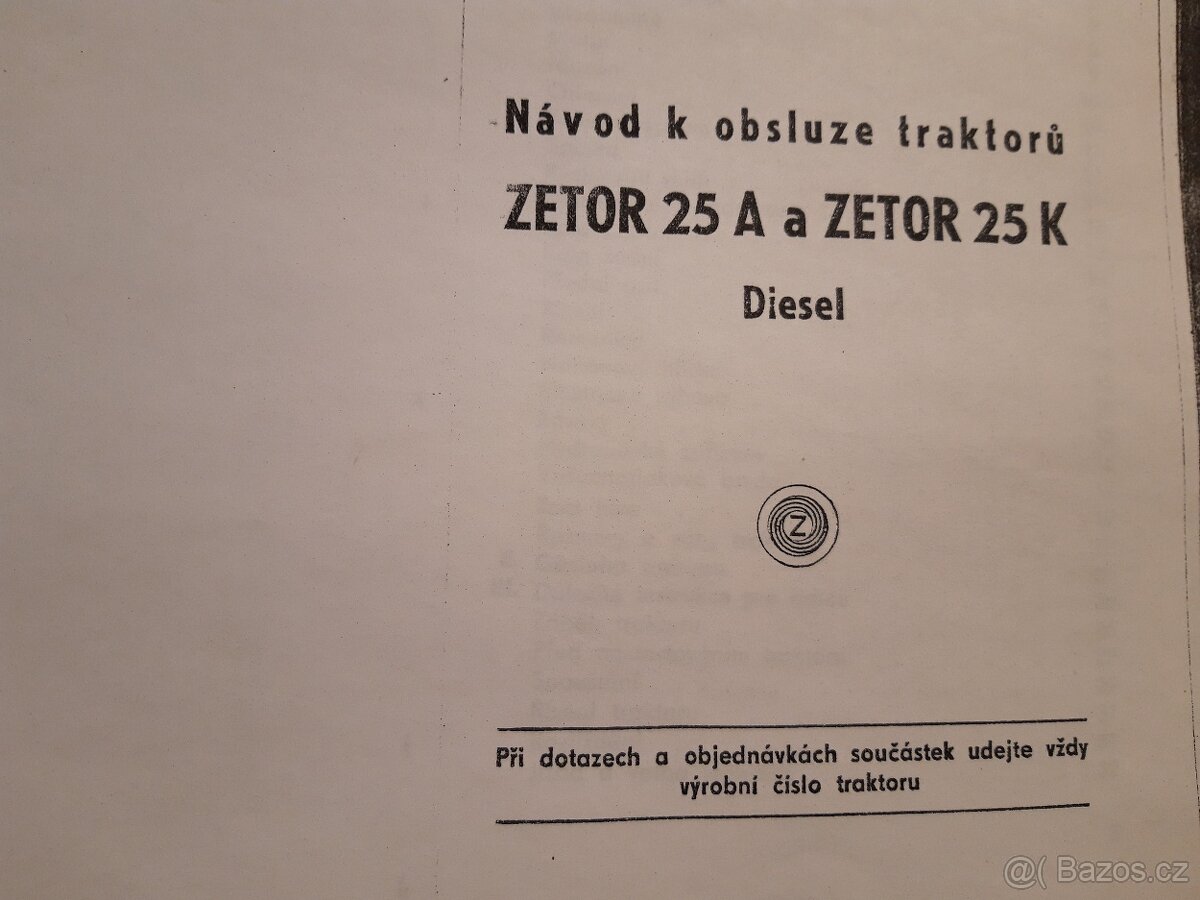 Návod k obsluze traktorů
ZETOR 25 A a ZETOR 25 K
Diesel
Z
Při dotazech a objednávkách součástek udejte vždy
výrobní číslo traktoru
@( Bazos.cz